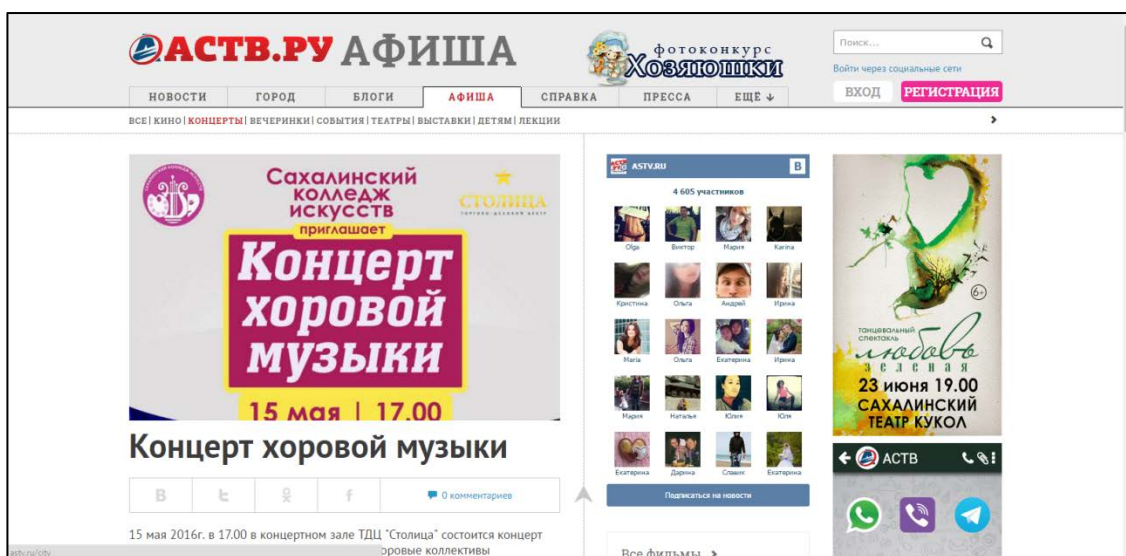 АСТВ.РУ АФИША
фотоконкурс
Хозяюшки
Поиск...
Войти через социальные сети
ВХОД РЕГИСТРАЦИЯ
НОВОСТИ ГОРОД БЛОГИ АФИША СПРАВКА ПРЕССА ЕЩЁ ↓
ВСЕ | КИНО | КОНЦЕРТЫ | ВЕЧЕРИНКИ | СОБЫТИЯ | ТЕАТРЫ | ВЫСТАВКИ | ДЕТЯМ | ЛЕКЦИИ
Сахалинский
колледж
искусств
приглашает
СТОЛИЦА
Концерт
хоровой
музыки
15 мая | 17.00
Концерт хоровой музыки
0 комментариев
15 мая 2016г. в 17.00 в концертном зале ТДЦ "Столица" состоится концерт
оровые коллективы
astv.ru/city
ASTV.RU
В
4 605 участников
Olga Виктор Мария Karina
Кристина Ольга Андрей Ирина
Maria Ольга Екатерина Ирина
Мария Наталья Юлия Юля
Екатерина Дарина Славик Екатерина
Подписаться на новости
Все фильмы
6+
танцевальный
спектакль
любовь
зеленая
23 июня 19.00
САХАЛИНСКИЙ
ТЕАТР КУКОЛ
АСТВ